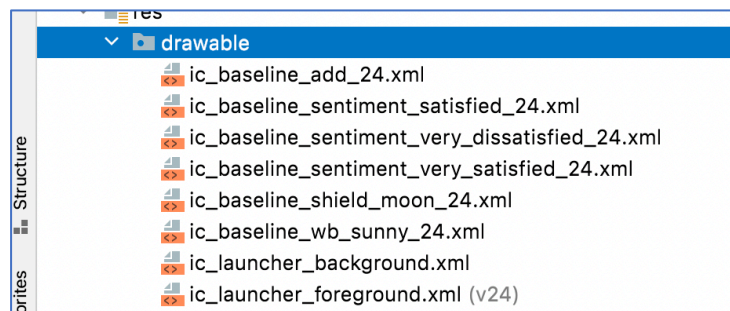 res
drawable
ic_baseline_add_24.xml
ic_baseline_sentiment_satisfied_24.xml
ic_baseline_sentiment_very_dissatisfied_24.xml
ic_baseline_sentiment_very_satisfied_24.xml
ic_baseline_shield_moon_24.xml
ic_baseline_wb_sunny_24.xml
ic_launcher_background.xml
ic_launcher_foreground.xml (v24)
Structure